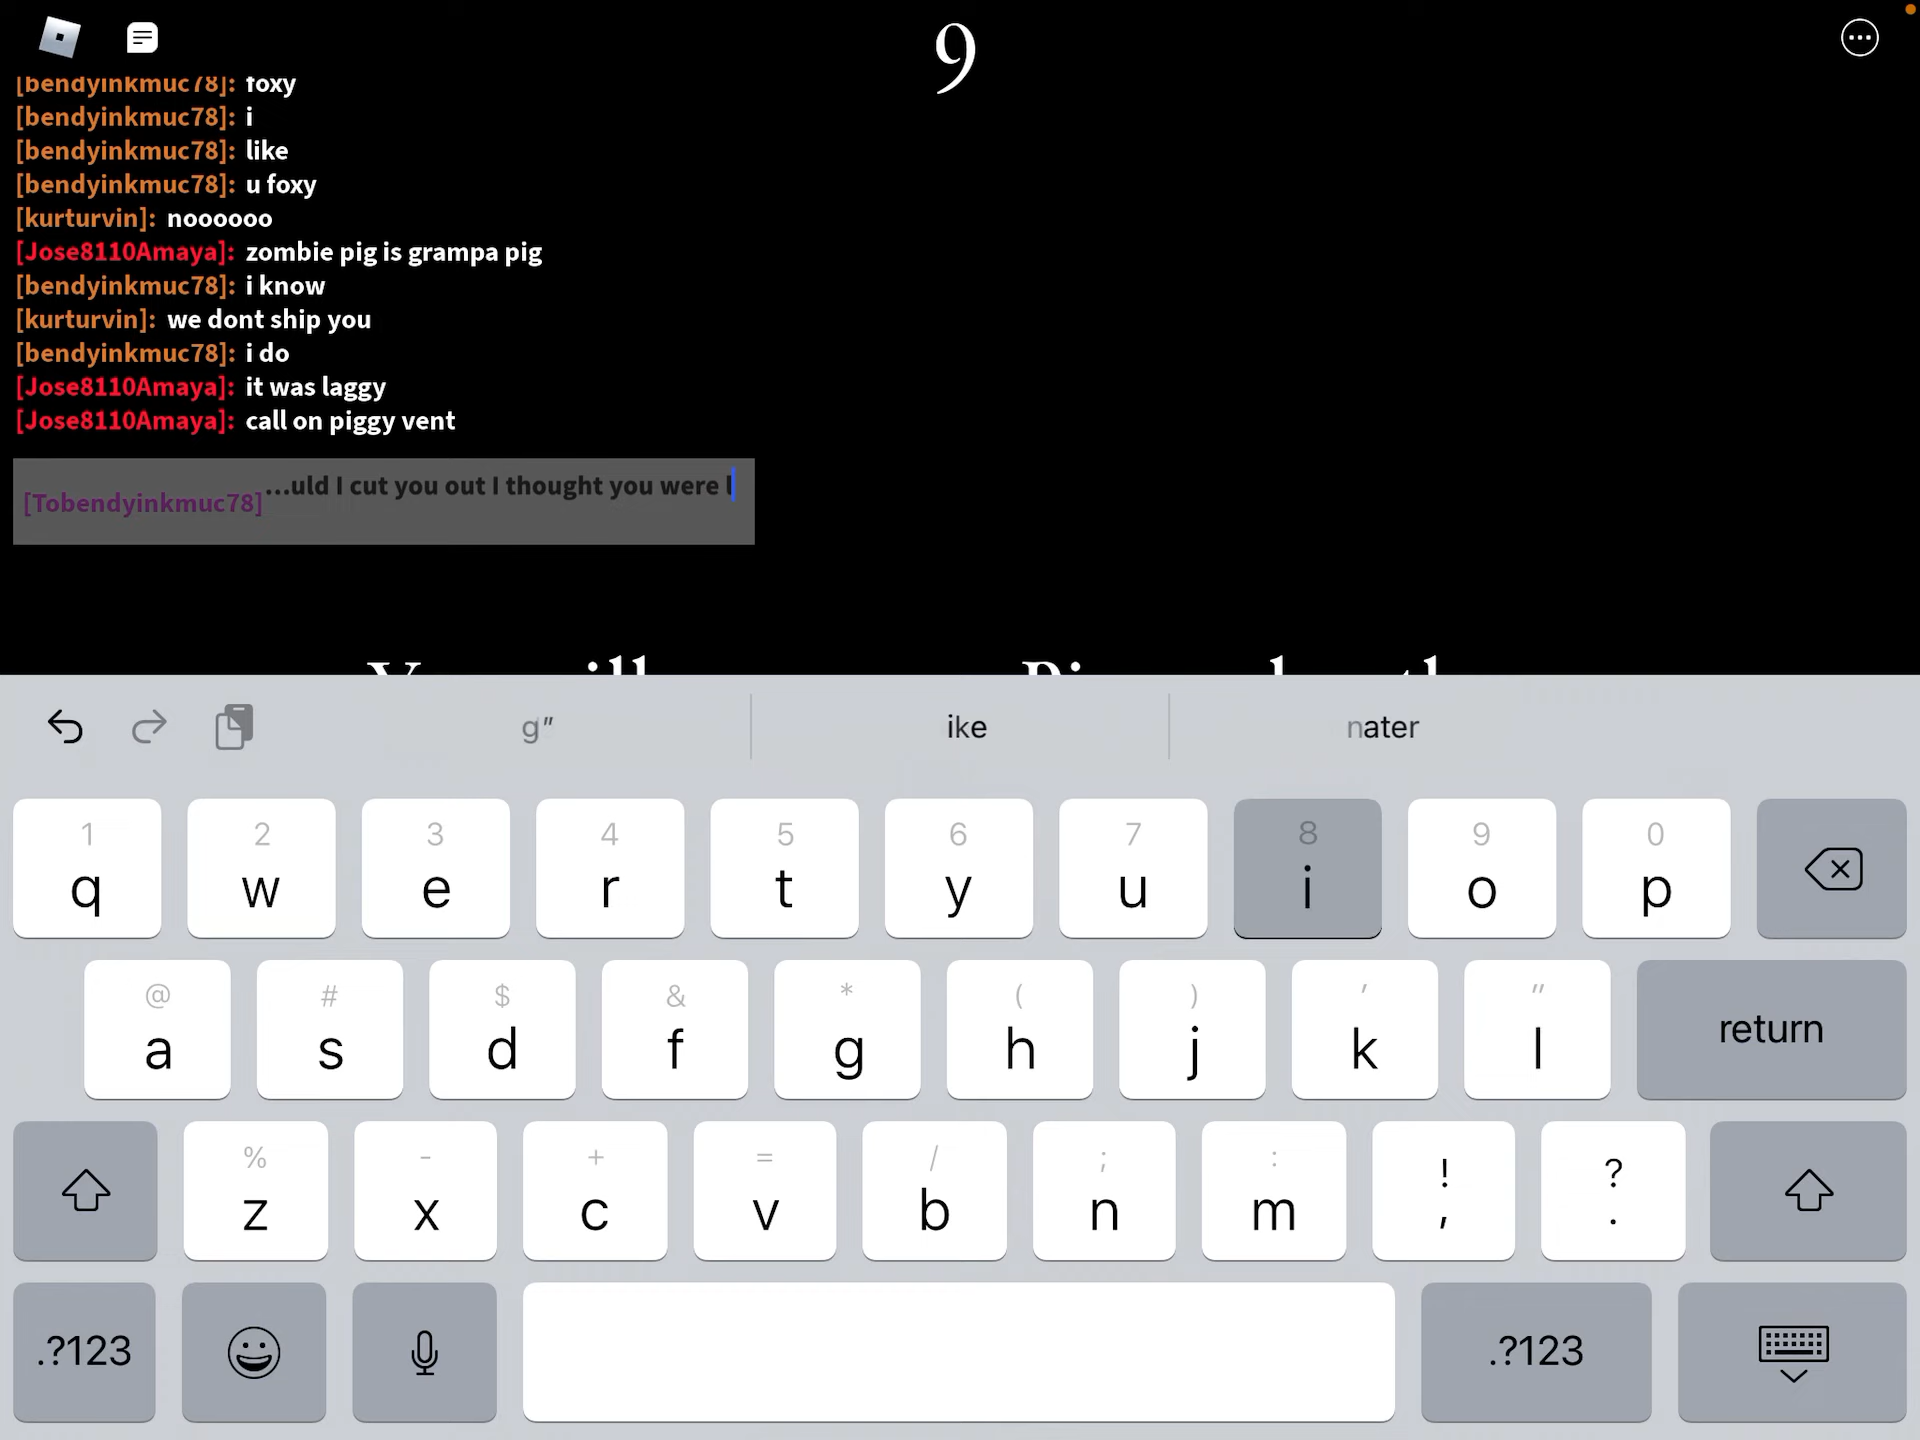 9
[bendyinkmuc78]: foxy
[bendyinkmuc78]: i
[bendyinkmuc78]: like
[bendyinkmuc78]: u foxy
[kurturvin]: noooooo
[Jose8110Amaya]: zombie pig is grampa pig
[bendyinkmuc78]: i know
[kurturvin]: we dont ship you
[bendyinkmuc78]: i do
[Jose8110Amaya]: it was laggy
[Jose8110Amaya]: call on piggy vent
[Tobendyinkmuc78] ...uld I cut you out I thought you were l
g" ike nater
1 2 3 4 5 6 7 8 9 0
q w e r t y u i o p
@ # $ & * ( ) ' "
a s d f g h j k l return
% - + = / ; : ! ?
z x c v b n m , .
.?123 .?123